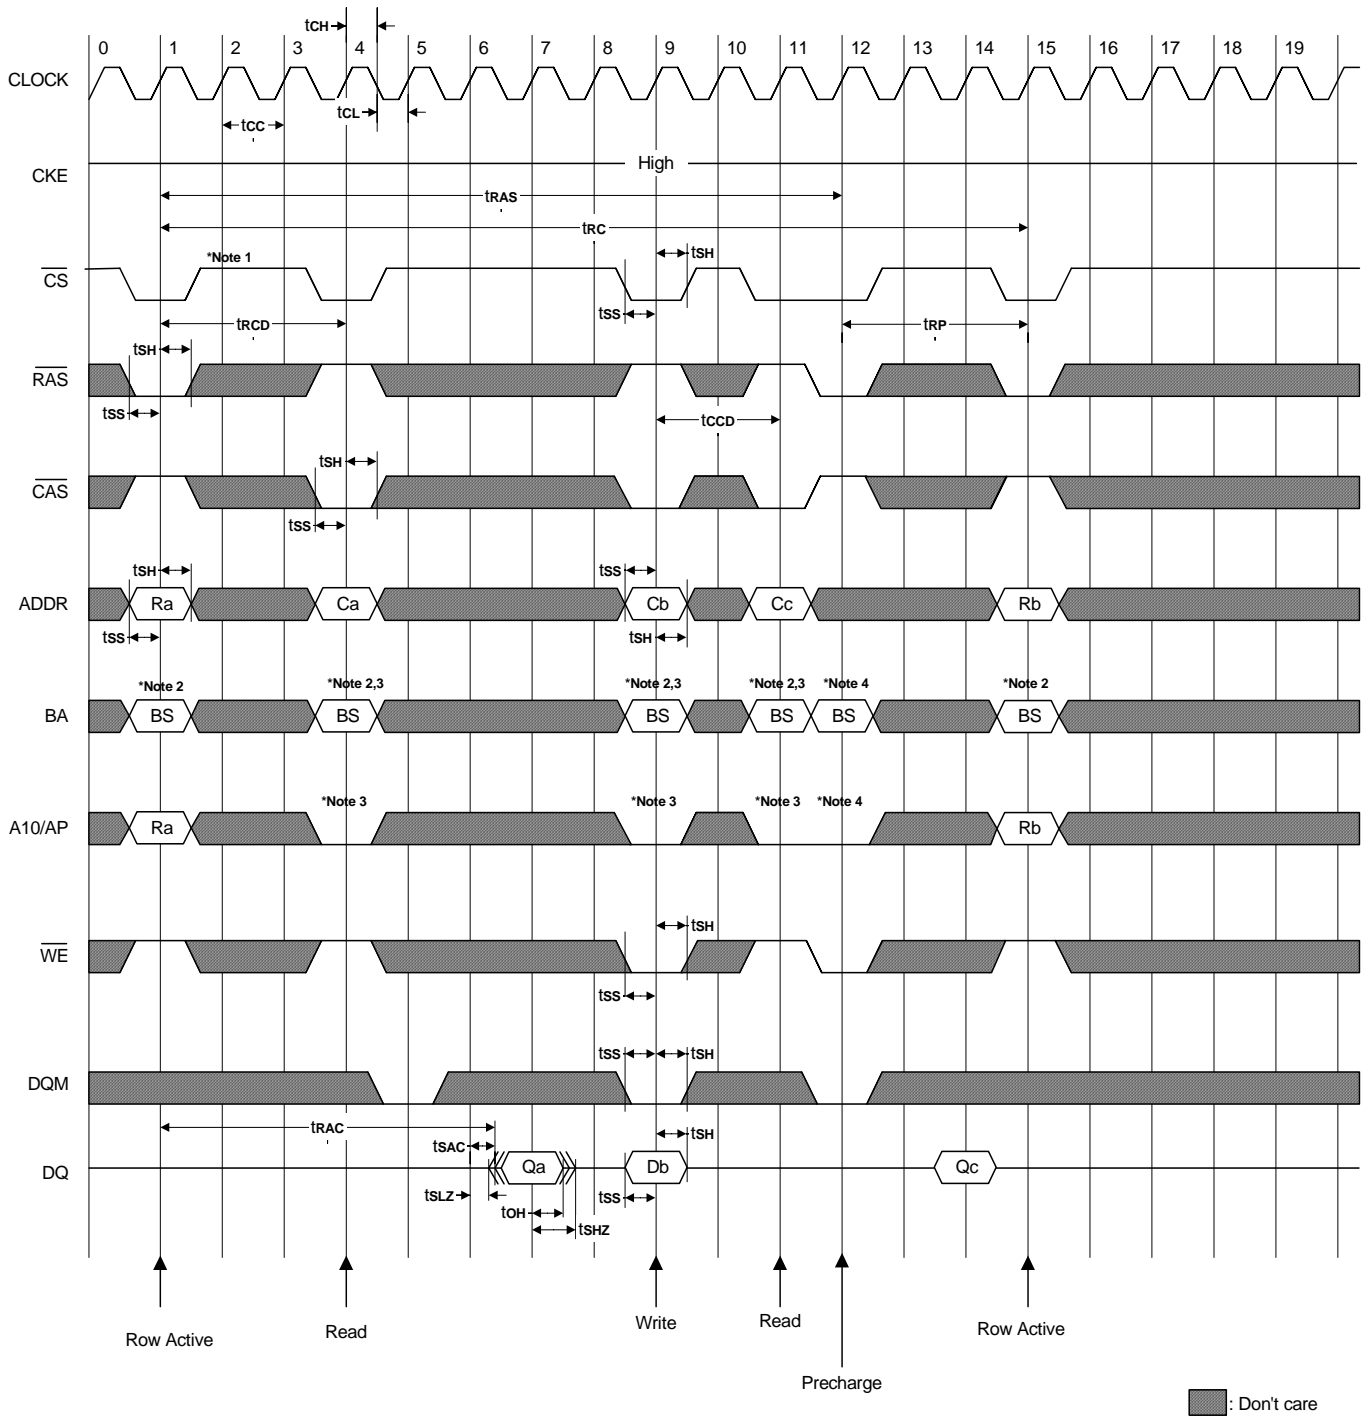 tCH
0 1 2 3 4 5 6 7 8 9 10 11 12 13 14 15 16 17 18 19
CLOCK
tCL
tCC
High
CKE
tRAS
tRC
*Note 1
tSH
CS
tSS
tRCD
tRP
tSH
RAS
tSS
tCCD
tSH
CAS
tSS
tSH
tSS
ADDR
Ra Ca Cb Cc Rb
tSS
tSH
*Note 2 *Note 2,3 *Note 2,3 *Note 2,3 *Note 4 *Note 2
BA
BS BS BS BS BS BS
*Note 3 *Note 3 *Note 3 *Note 4
A10/AP
Ra Rb
tSH
WE
tSS
tSS tSH
DQM
tRAC
tSAC
tSH
DQ
Qa Db Qc
tSLZ
tSS
tOH
tSHZ
Row Active
Read
Write
Read
Row Active
Precharge
: Don't care